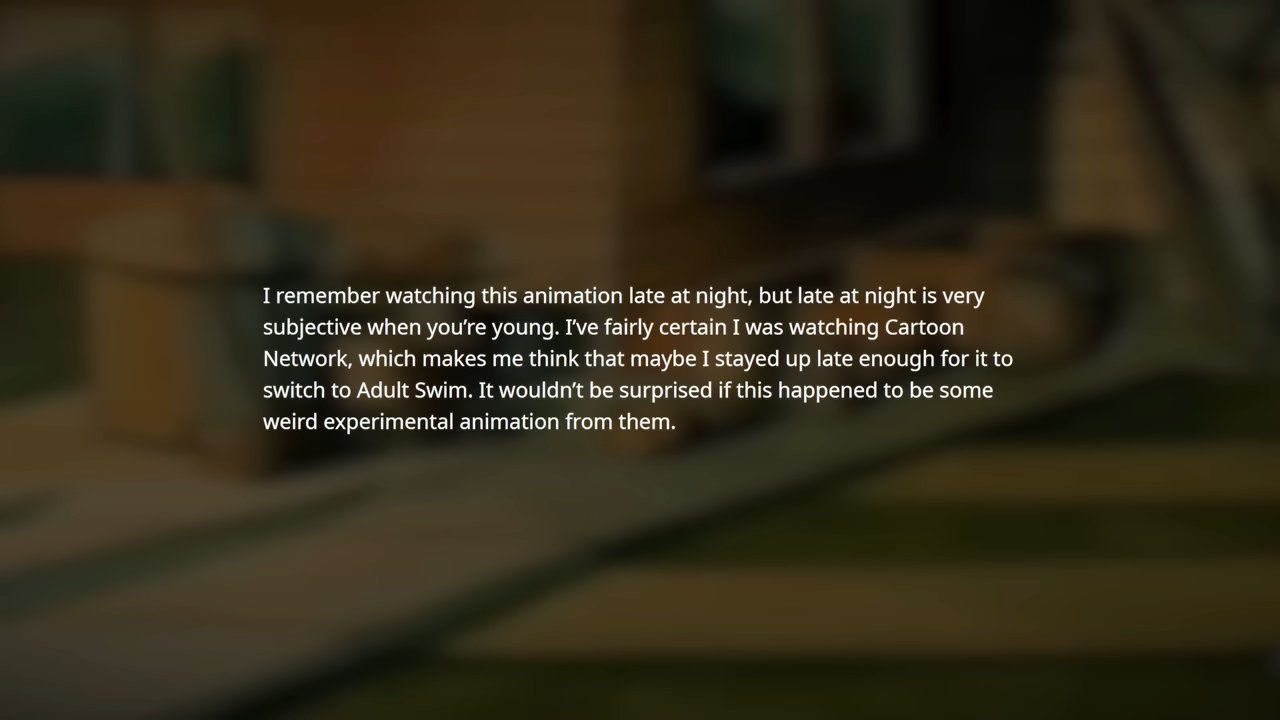 I remember watching this animation late at night, but late at night is very
subjective when you’re young. I’ve fairly certain I was watching Cartoon
Network, which makes me think that maybe I stayed up late enough for it to
switch to Adult Swim. It wouldn’t be surprised if this happened to be some
weird experimental animation from them.